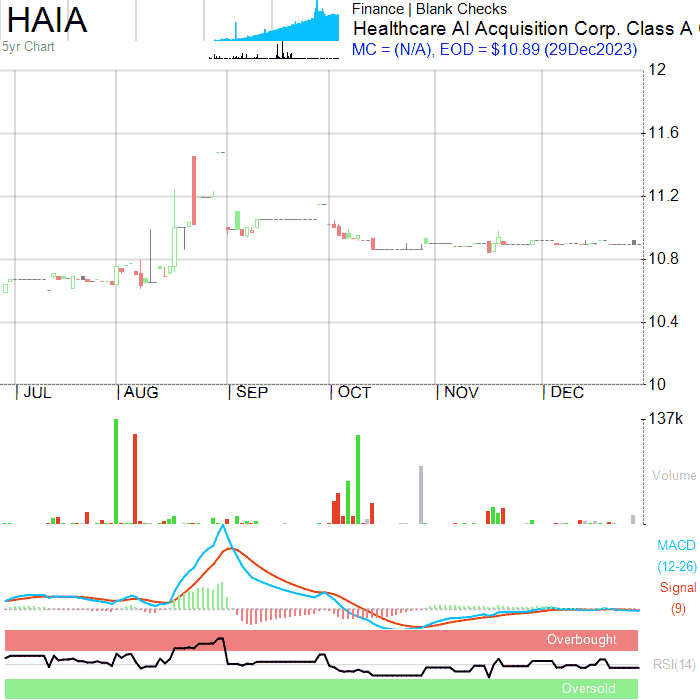 HAIA
5yr Chart
Finance | Blank Checks
Healthcare AI Acquisition Corp. Class A
MC = (N/A), EOD = $10.89 (29Dec2023)
12
11.6
11.2
10.8
10.4
10
JUL AUG SEP OCT NOV DEC
137k
Volume
MACD
(12-26)
Signal
(9)
Overbought
RSI(14)
Oversold